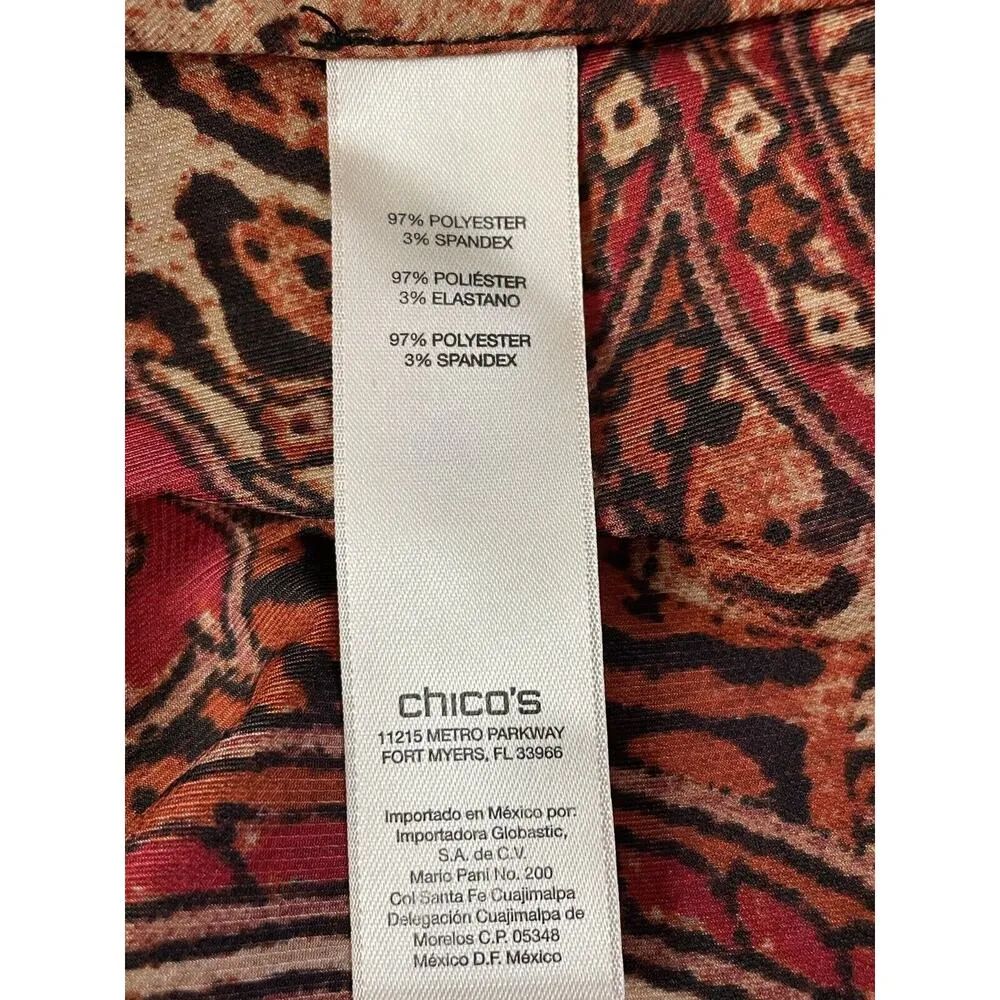 97% POLYESTER
3% SPANDEX
97% POLIÉSTER
3% ELASTANO
97% POLYESTER
3% SPANDEX
chico's
11215 METRO PARKWAY
FORT MYERS, FL 33966
Importado en México por:
Importadora Globastic,
S.A. de C.V.
Mario Pani No. 200
Col Santa Fe Cuajimalpa
Delegación Cuajimalpa de
Morelos C.P. 05348
México D.F. México